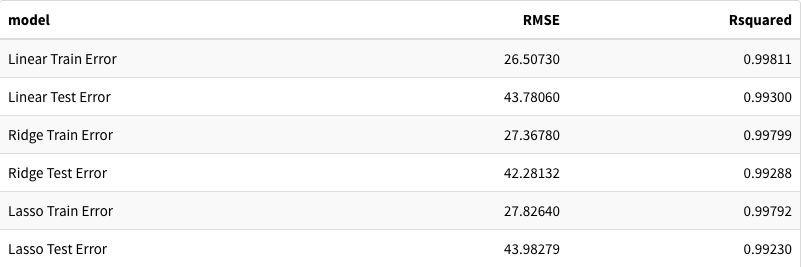 model RMSE Rsquared
Linear Train Error 26.50730 0.99811
Linear Test Error 43.78060 0.99300
Ridge Train Error 27.36780 0.99799
Ridge Test Error 42.28132 0.99288
Lasso Train Error 27.82640 0.99792
Lasso Test Error 43.98279 0.99230